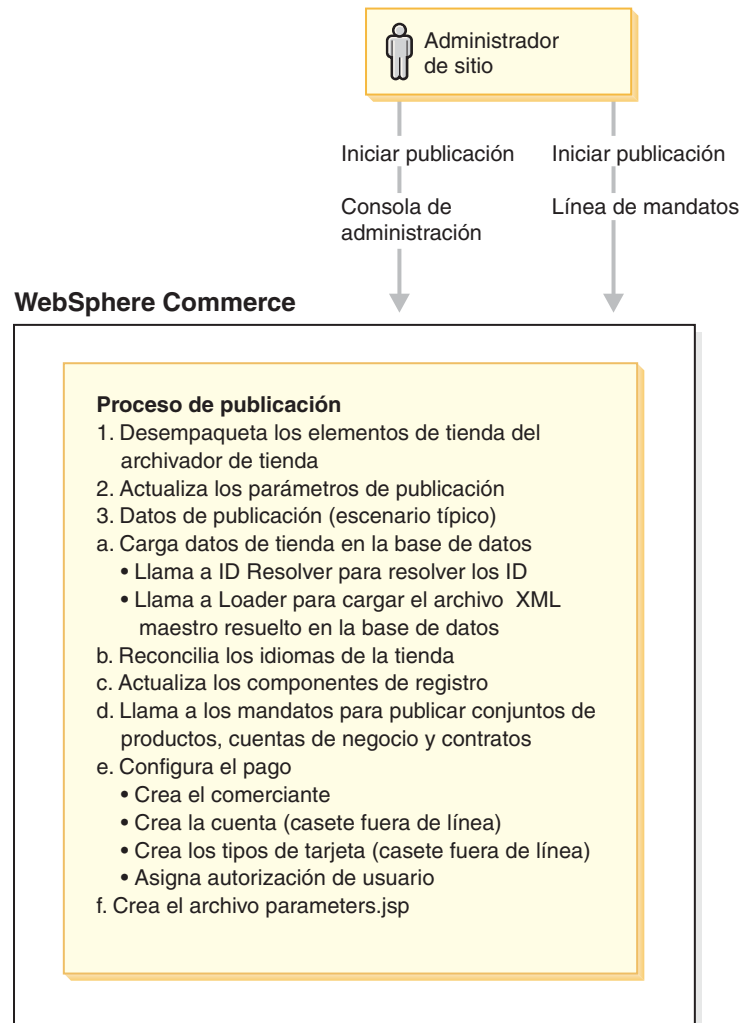 Administrador
de sitio
Iniciar publicación
Iniciar publicación
Consola de
administración
Línea de mandatos
WebSphere Commerce
Proceso de publicación
1. Desempaqueta los elementos de tienda del
archivador de tienda
2. Actualiza los parámetros de publicación
3. Datos de publicación (escenario típico)
a. Carga datos de tienda en la base de datos
• Llama a ID Resolver para resolver los ID
• Llama a Loader para cargar el archivo XML
maestro resuelto en la base de datos
b. Reconcilia los idiomas de la tienda
c. Actualiza los componentes de registro
d. Llama a los mandatos para publicar conjuntos de
productos, cuentas de negocio y contratos
e. Configura el pago
• Crea el comerciante
• Crea la cuenta (casete fuera de línea)
• Crea los tipos de tarjeta (casete fuera de línea)
• Asigna autorización de usuario
f. Crea el archivo parameters.jsp